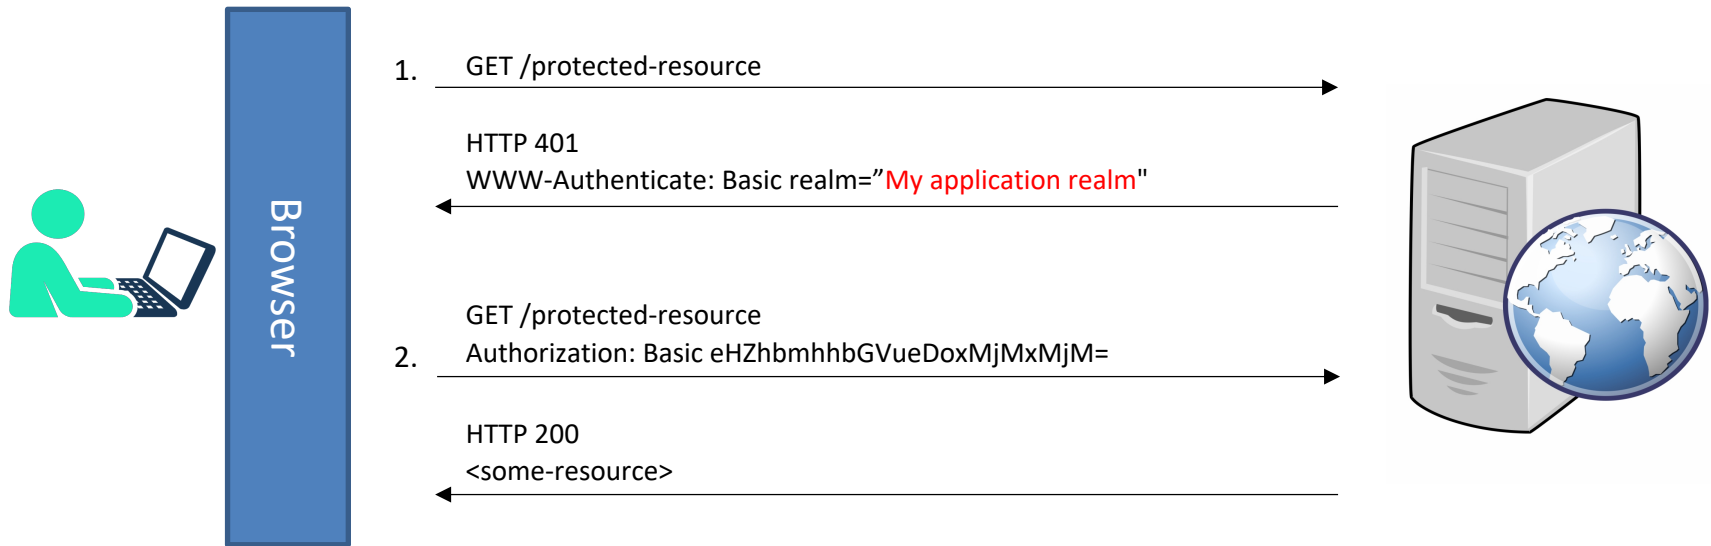 Browser
1. GET /protected-resource
HTTP 401
WWW-Authenticate: Basic realm=”My application realm"
GET /protected-resource
2. Authorization: Basic eHZhbmhhbGVueDoxMjMxMjM=
HTTP 200
<some-resource>